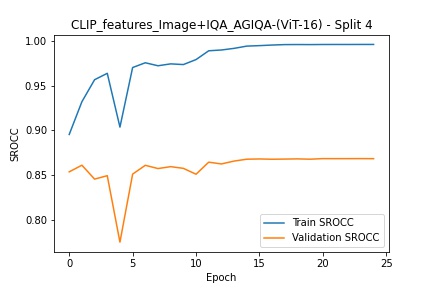 CLIP_features_Image+IQA_AGIQA-(ViT-16) - Split 4
1.00
0.95
0.90
0.85
0.80
SROCC
Train SROCC
Validation SROCC
0 5 10 15 20 25
Epoch